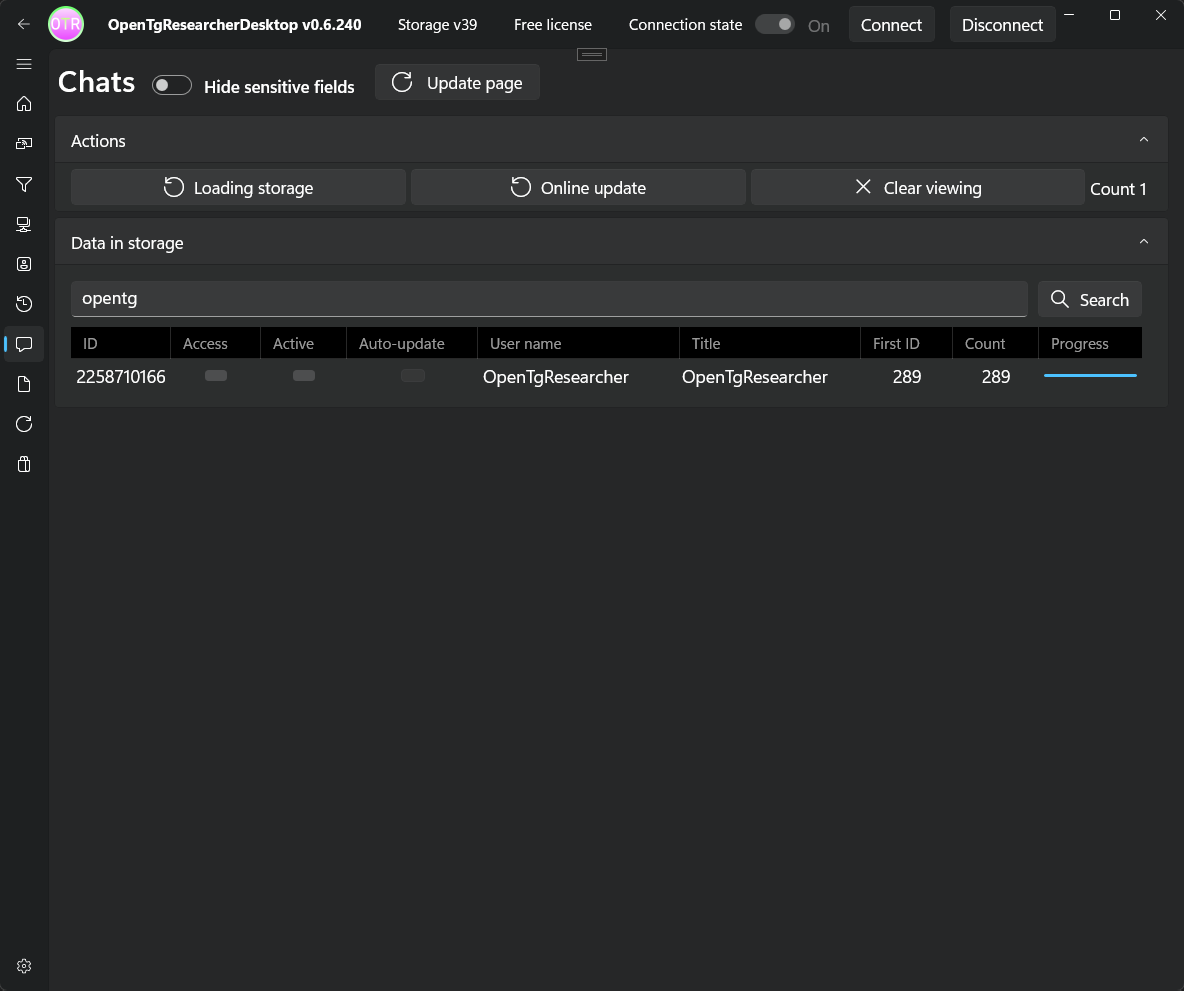 OTR OpenTgResearcherDesktop v0.6.240 Storage v39 Free license Connection state On Connect Disconnect
Chats Hide sensitive fields Update page
Actions
Loading storage Online update Clear viewing Count 1
Data in storage
opentg Search
ID Access Active Auto-update User name Title First ID Count Progress
2258710166 OpenTgResearcher OpenTgResearcher 289 289